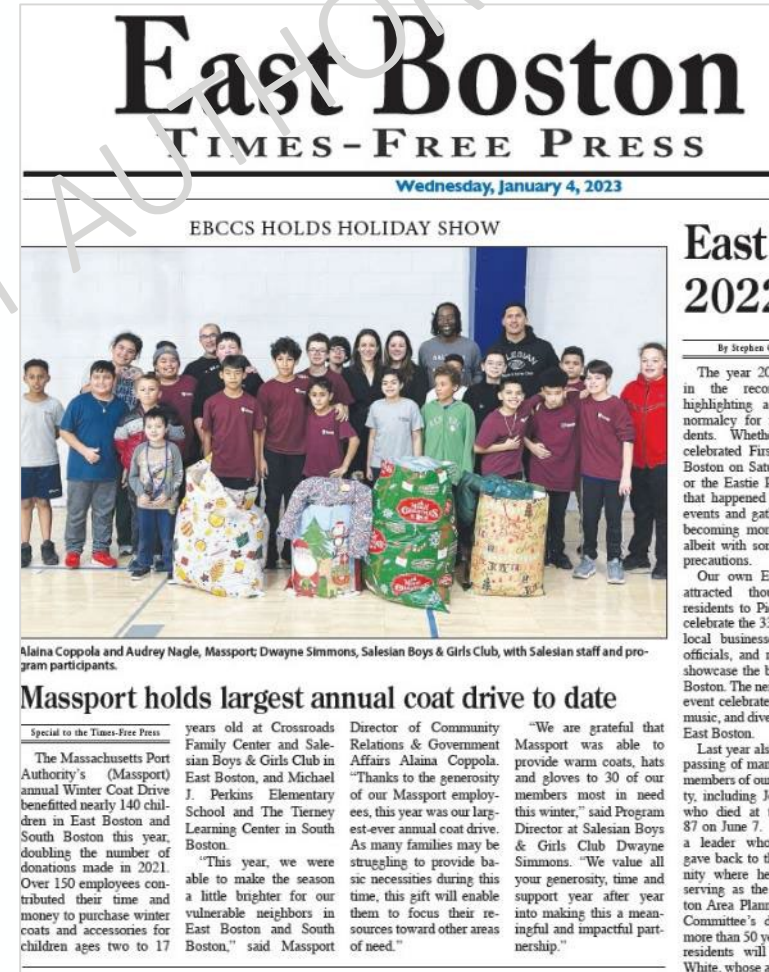 East Boston
TIMES-FREE PRESS
Wednesday, January 4, 2023
EBCCS HOLDS HOLIDAY SHOW
Alaina Coppola and Audrey Nagle, Massport; Dwayne Simmons, Salesian Boys & Girls Club, with Salesian staff and pro-
gram participants.
Massport holds largest annual coat drive to date
Special to the Times-Free Press
The Massachusetts Port
Authority's (Massport)
annual Winter Coat Drive
benefitted nearly 140 chil-
dren in East Boston and
South Boston this year,
doubling the number of
donations made in 2021.
Over 150 employees con-
tributed their time and
money to purchase winter
coats and accessories for
children ages two to 17
years old at Crossroads
Family Center and Sale-
sian Boys & Girls Club in
East Boston, and Michael
J. Perkins Elementary
School and The Tierney
Learning Center in South
Boston.
"This year, we were
able to make the season
a little brighter for our
vulnerable neighbors in
East Boston and South
Boston," said Massport
Director of Community
Relations & Government
Affairs Alaina Coppola.
"Thanks to the generosity
of our Massport employ-
ees, this year was our larg-
est-ever annual coat drive.
As many families may be
struggling to provide ba-
sic necessities during this
time, this gift will enable
them to focus their re-
sources toward other areas
of need."
"We are grateful that
Massport was able to
provide warm coats, hats
and gloves to 30 of our
members most in need
this winter," said Program
Director at Salesian Boys
& Girls Club Dwayne
Simmons. "We value all
your generosity, time and
support year after year
into making this a mean-
ingful and impactful part-
nership."
East
2022
By Stephen
The year 20
in the reco
highlighting a
normalcy for
dents. Wheth
celebrated Firs
Boston on Satu
or the Eastie P
that happened
events and gat
becoming mor
albeit with so
precautions.
Our own E
attracted thou
residents to Pi
celebrate the 3
local business
officials, and
showcase the b
Boston. The ne
event celebrate
music, and dive
East Boston.
Last year als
passing of man
members of our
ty, including J
who died at
87 on June 7.
a leader who
gave back to th
nity where he
serving as the
ton Area Plann
Committee's d
more than 50 ye
residents will
White, whose a
AUTHOR